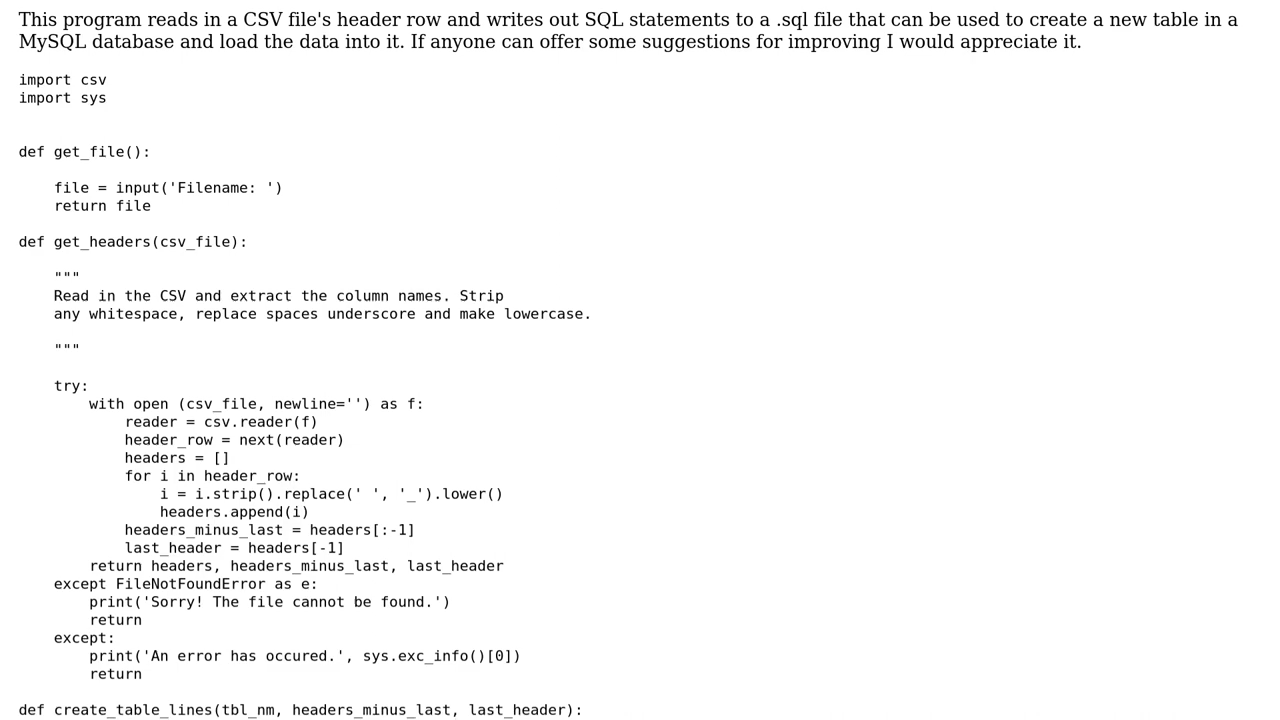 This program reads in a CSV file's header row and writes out SQL statements to a .sql file that can be used to create a new table in a
MySQL database and load the data into it. If anyone can offer some suggestions for improving I would appreciate it.
import csv
import sys
def get_file():
    file = input('Filename: ')
    return file
def get_headers(csv_file):
    """
    Read in the CSV and extract the column names. Strip
    any whitespace, replace spaces underscore and make lowercase.
    """
    try:
        with open (csv_file, newline='') as f:
            reader = csv.reader(f)
            header_row = next(reader)
            headers = []
            for i in header_row:
                i = i.strip().replace(' ', '_').lower()
                headers.append(i)
            headers_minus_last = headers[:-1]
            last_header = headers[-1]
        return headers, headers_minus_last, last_header
    except FileNotFoundError as e:
        print('Sorry! The file cannot be found.')
        return
    except:
        print('An error has occured.', sys.exc_info()[0])
        return
def create_table_lines(tbl_nm, headers_minus_last, last_header):